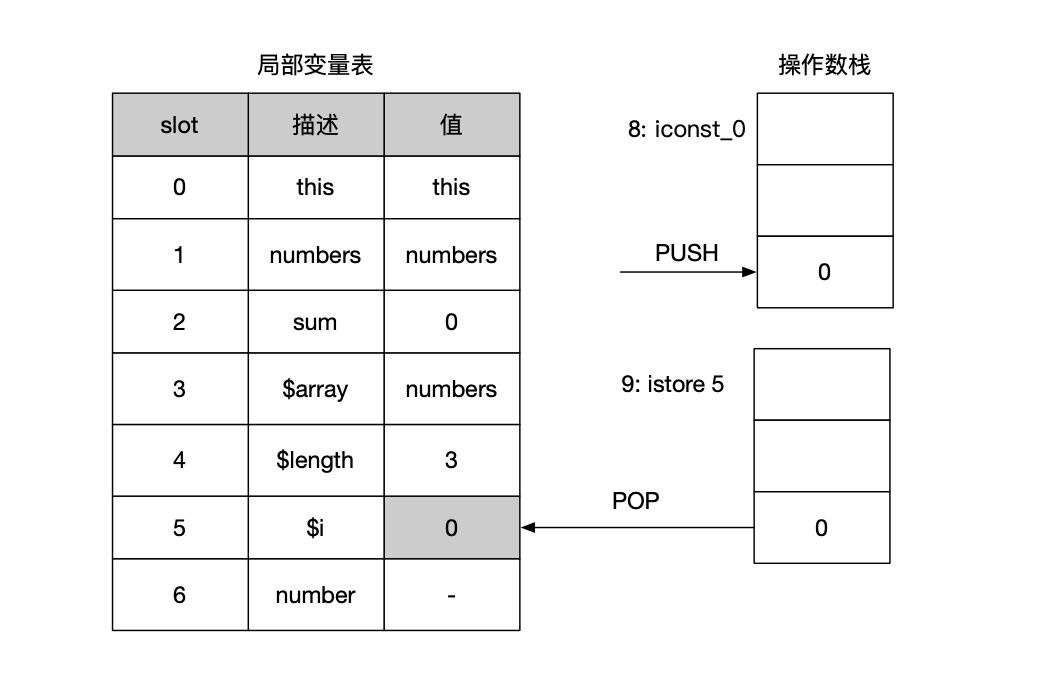 局部变量表
slot 描述 值
0 this this
1 numbers numbers
2 sum 0
3 $array numbers
4 $length 3
5 $i 0
6 number -
操作数栈
8: iconst_0
PUSH
0
9: istore 5
POP
0